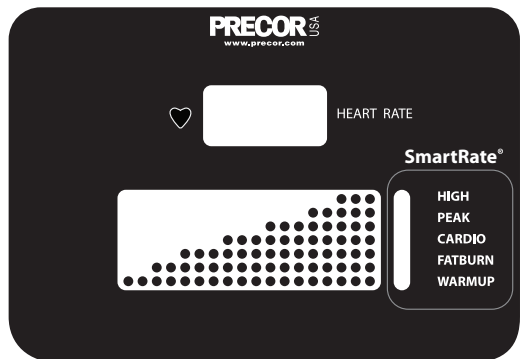 PRECOR USA
www.precor.com
HEART RATE
SmartRate®
HIGH
PEAK
CARDIO
FATBURN
WARMUP